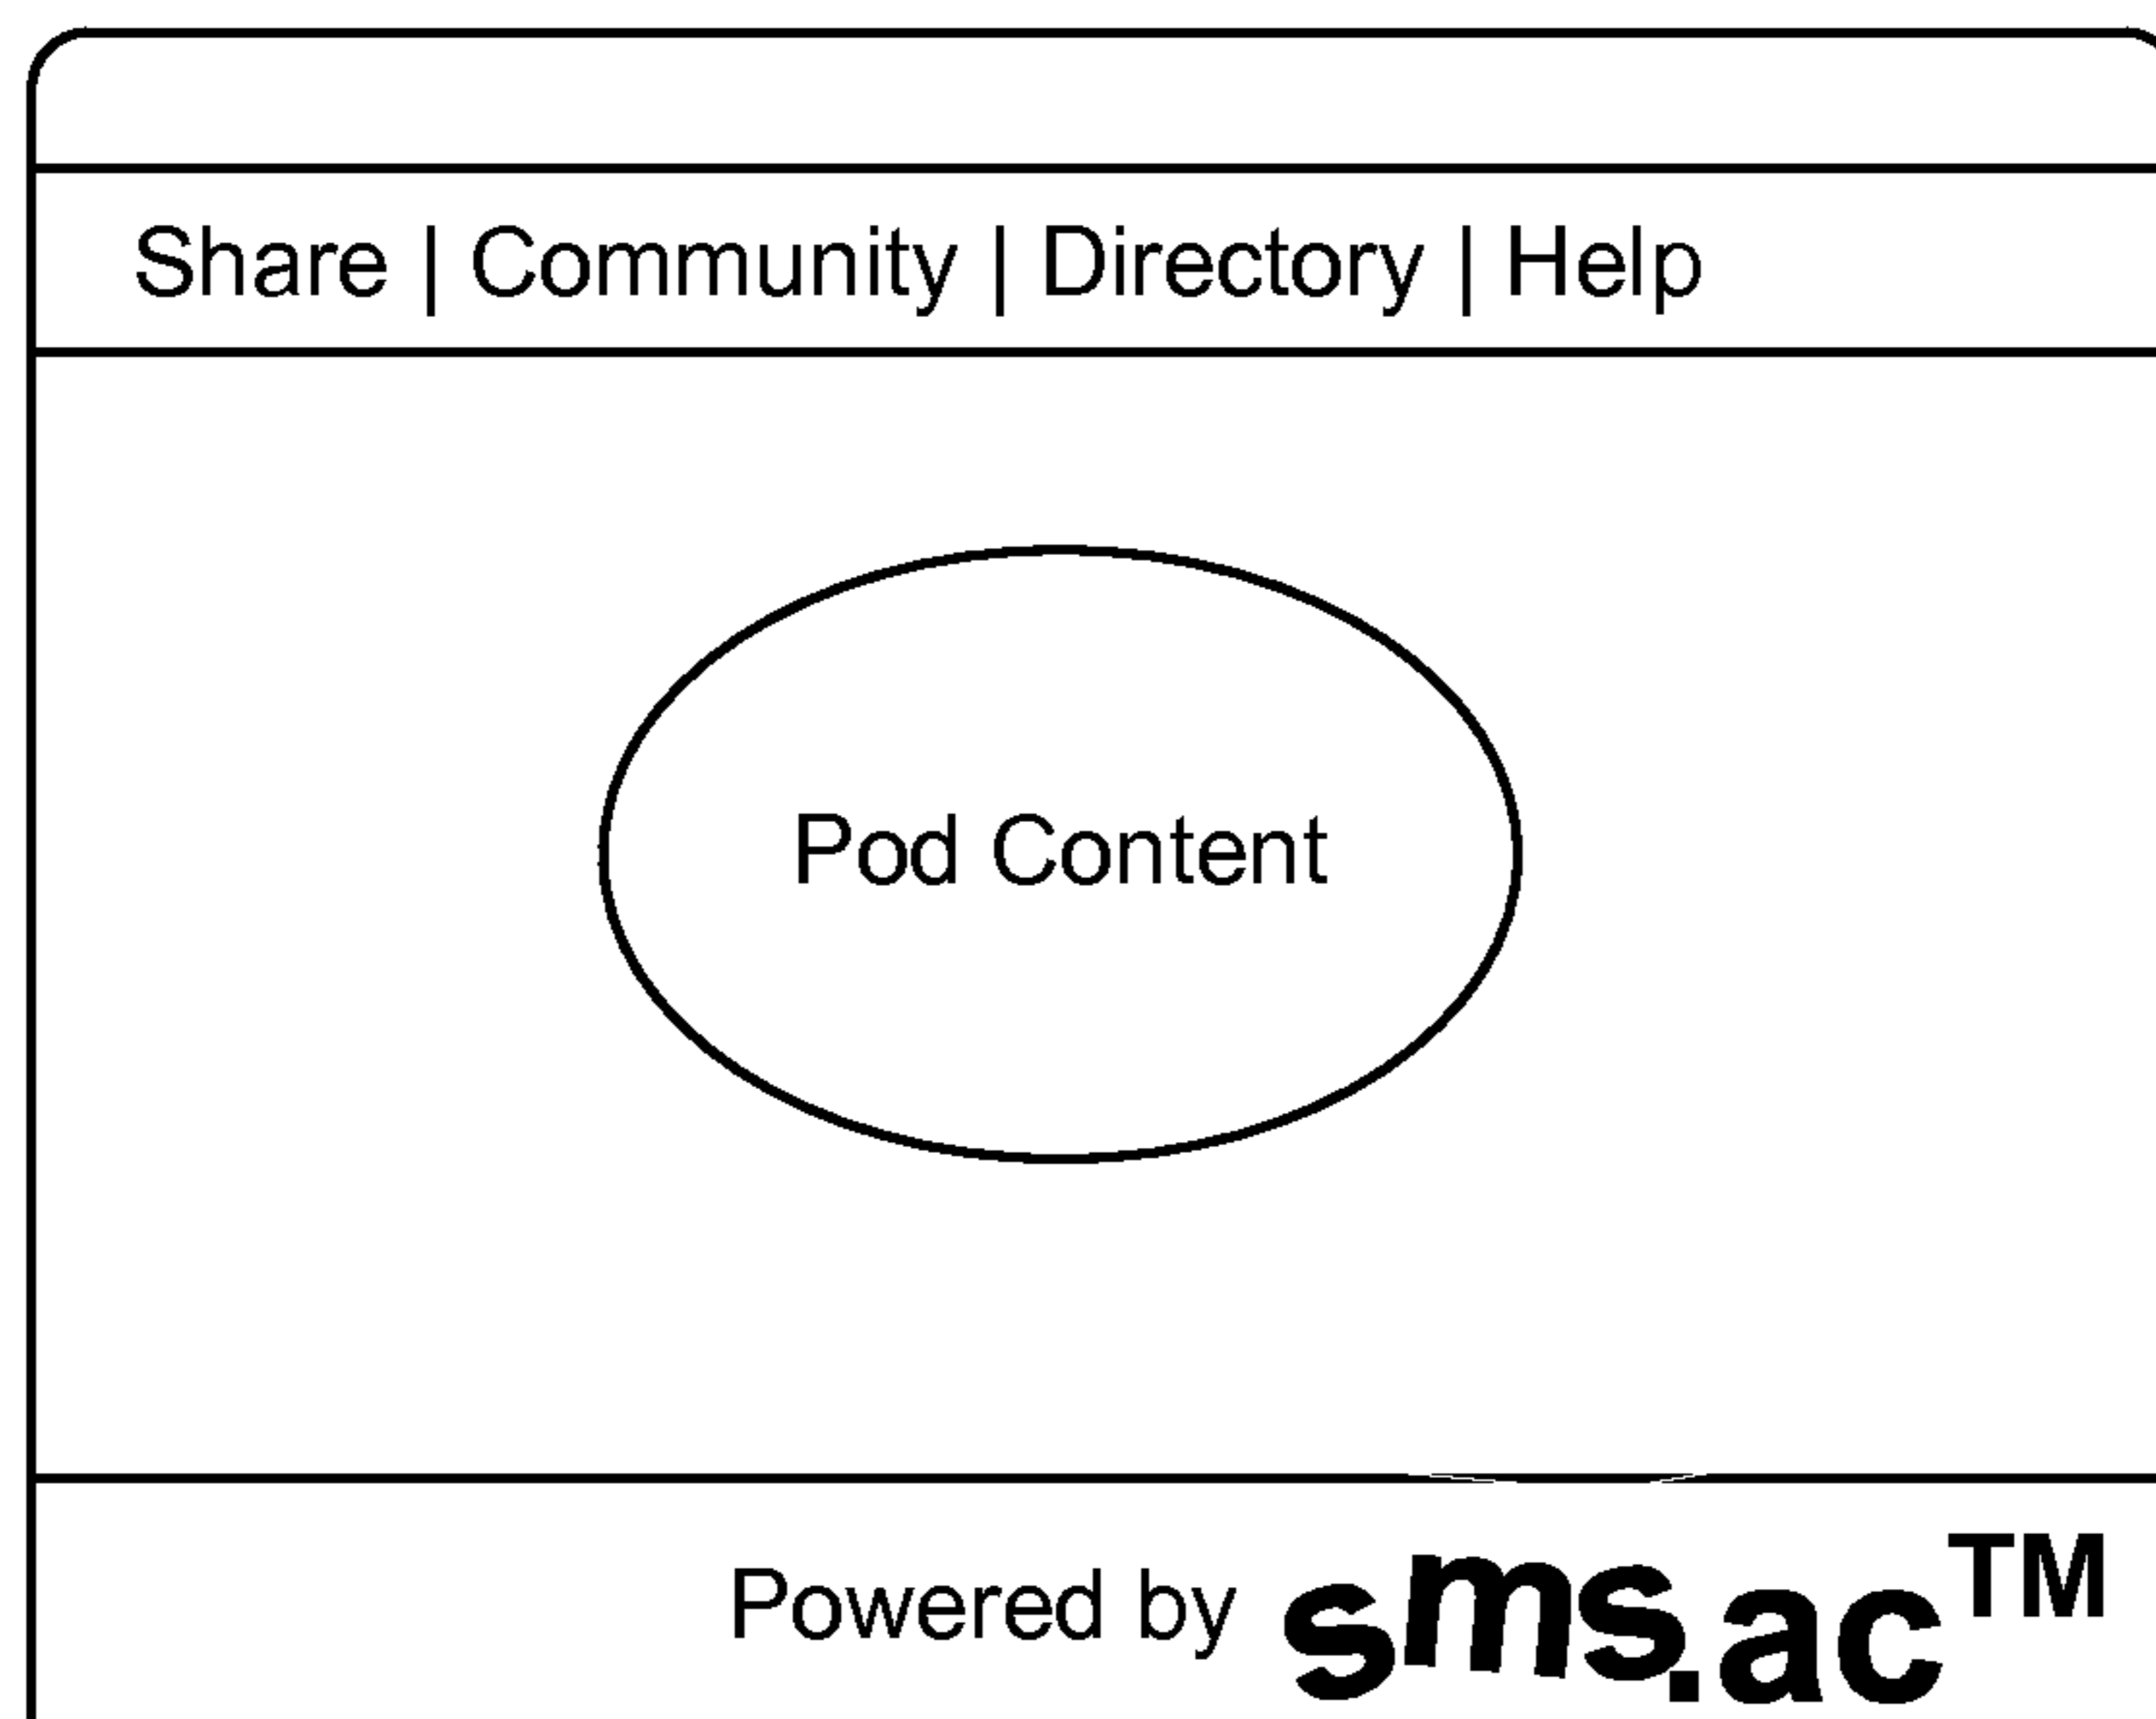 Share | Community | Directory | Help
Pod Content
Powered by sms.ac™